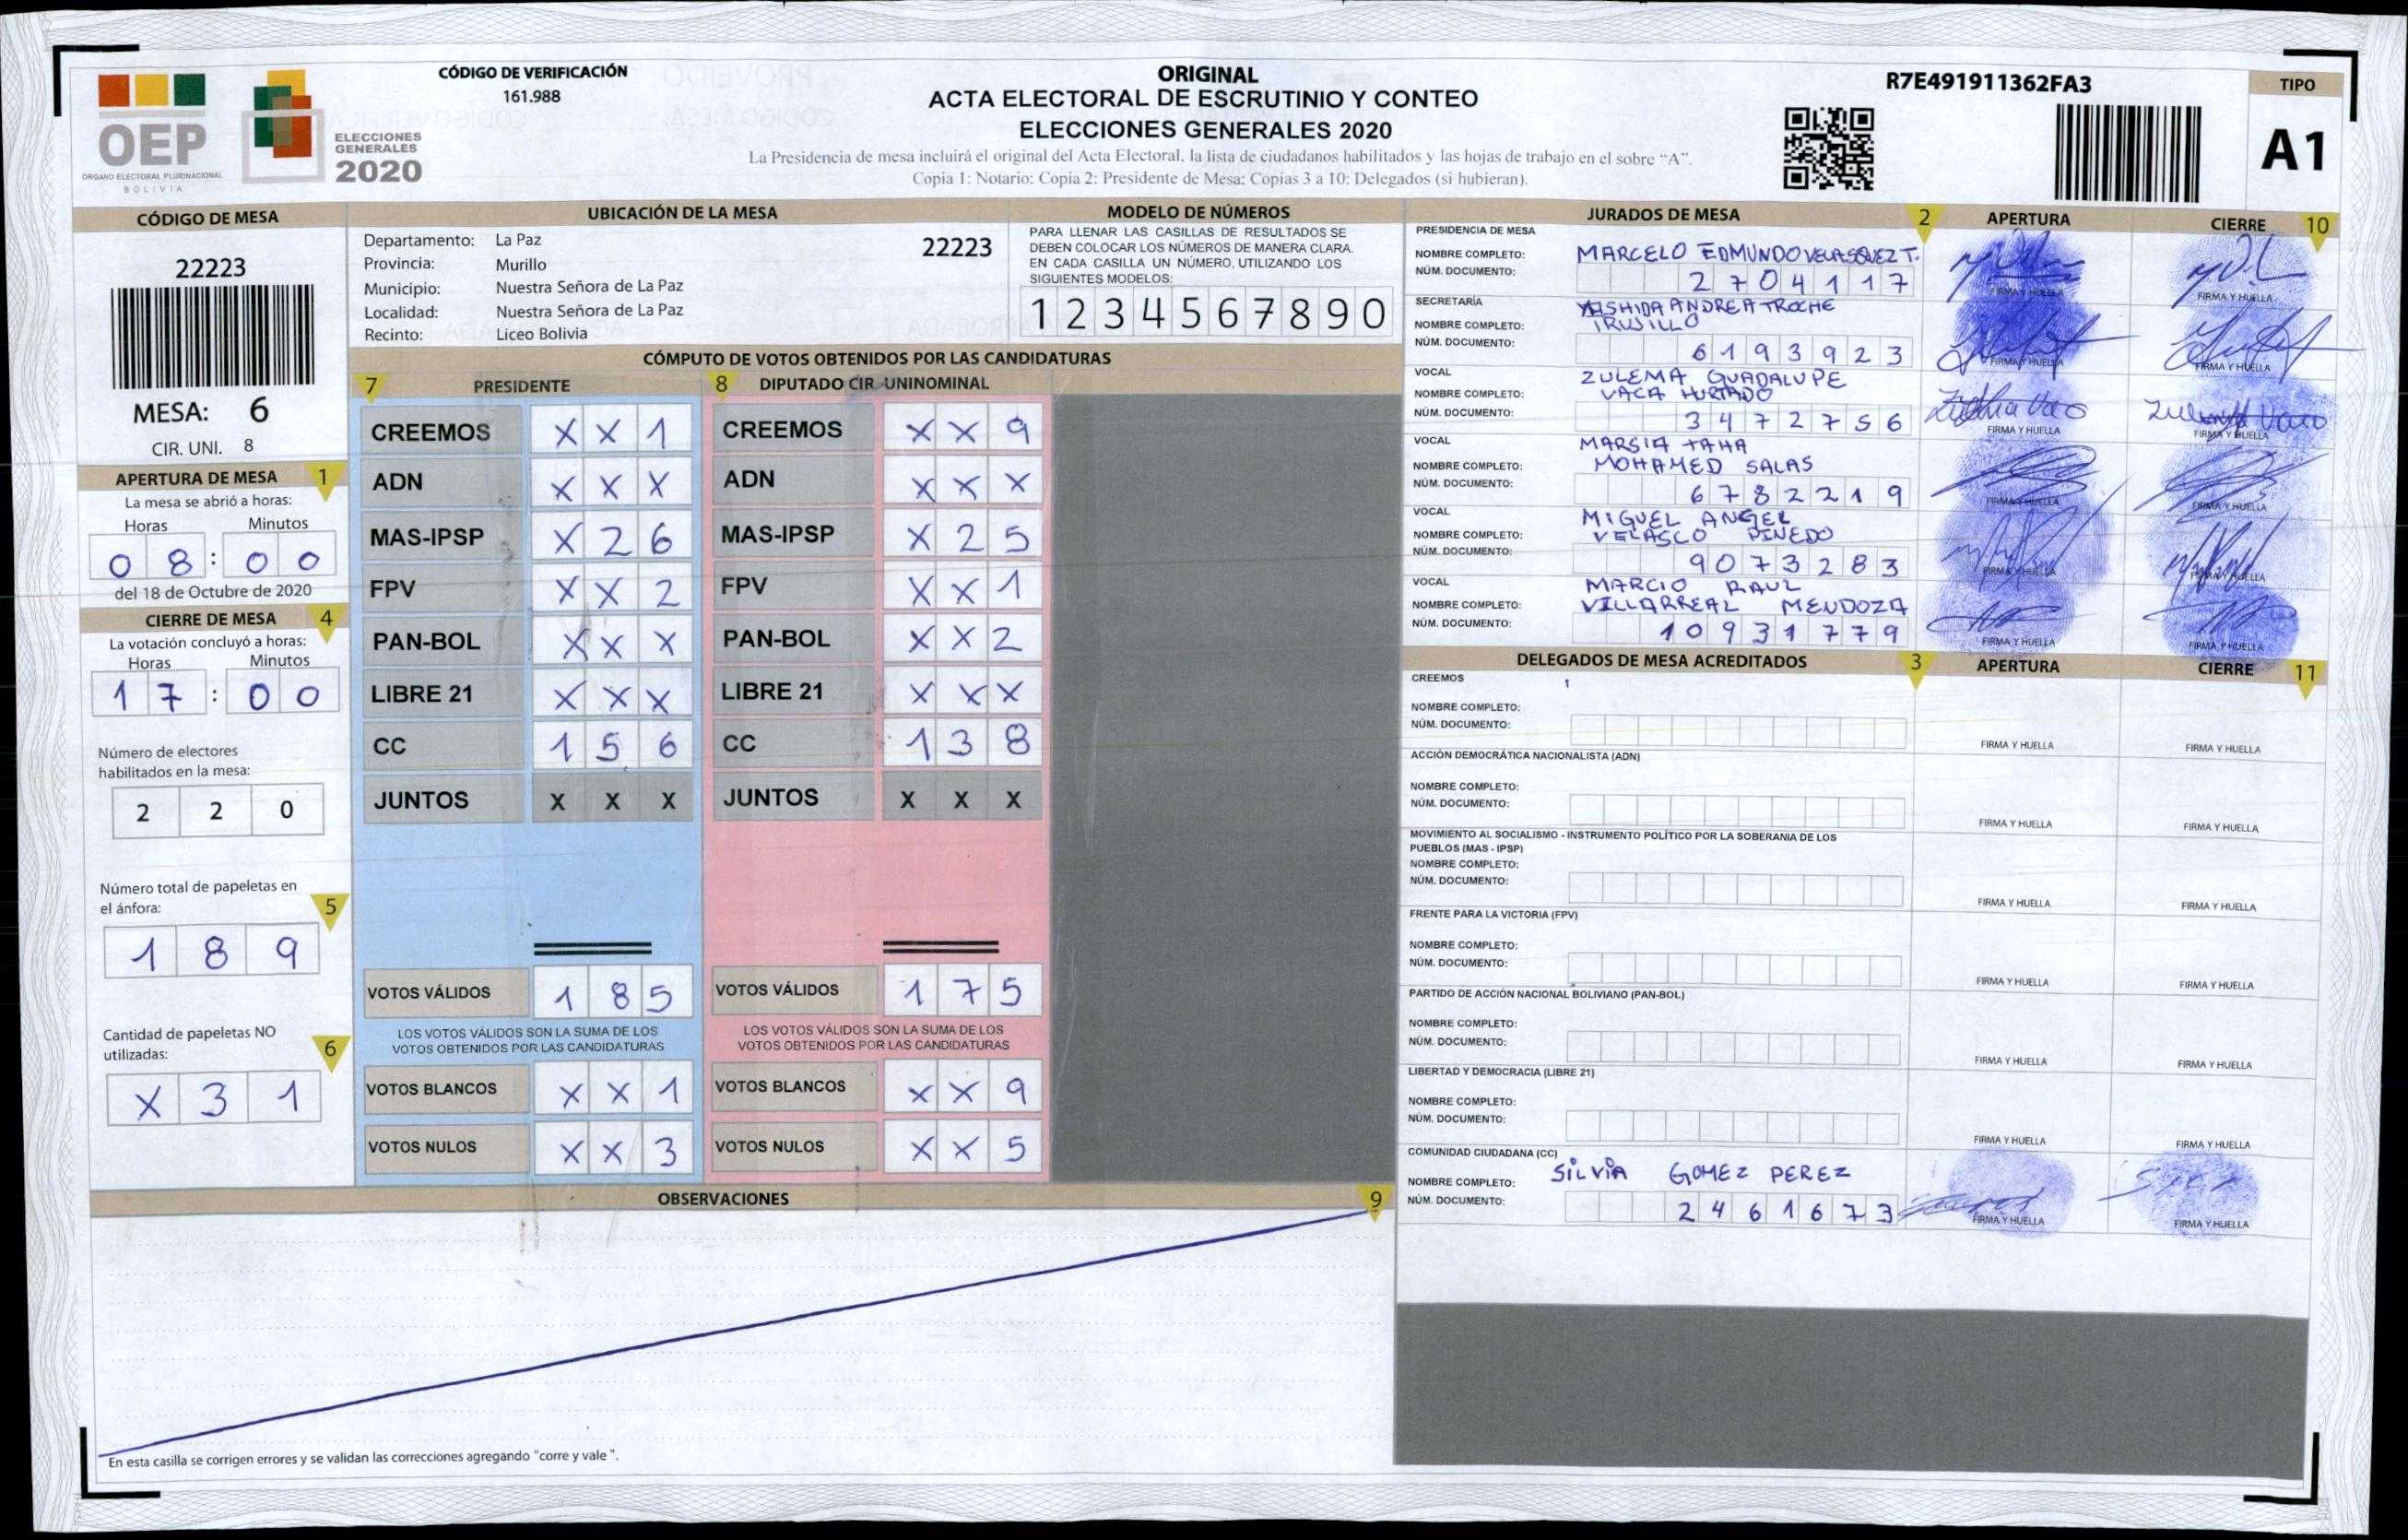 OEP
ÓRGANO ELECTORAL PLURINACIONAL
BOLIVIA
ELECCIONES
GENERALES
2020
CÓDIGO DE VERIFICACIÓN
161.988
ORIGINAL
ACTA ELECTORAL DE ESCRUTINIO Y CONTEO
ELECCIONES GENERALES 2020
La Presidencia de mesa incluirá el original del Acta Electoral, la lista de ciudadanos habilitados y las hojas de trabajo en el sobre "A".
Copia 1: Notario; Copia 2: Presidente de Mesa; Copias 3 a 10: Delegados (si hubieran).
R7E491911362FA3
TIPO
A1
CÓDIGO DE MESA
22223
MESA: 6
CIR. UNI. 8
APERTURA DE MESA 1
La mesa se abrió a horas:
Horas Minutos
08:00
del 18 de Octubre de 2020
CIERRE DE MESA 4
La votación concluyó a horas:
Horas Minutos
17:00
Número de electores
habilitados en la mesa:
220
Número total de papeletas en
el ánfora: 5
189
Cantidad de papeletas NO
utilizadas: 6
X31
UBICACIÓN DE LA MESA
Departamento: La Paz 22223
Provincia: Murillo
Municipio: Nuestra Señora de La Paz
Localidad: Nuestra Señora de La Paz
Recinto: Liceo Bolivia
MODELO DE NÚMEROS
PARA LLENAR LAS CASILLAS DE RESULTADOS SE
DEBEN COLOCAR LOS NÚMEROS DE MANERA CLARA.
EN CADA CASILLA UN NÚMERO, UTILIZANDO LOS
SIGUIENTES MODELOS:
1 2 3 4 5 6 7 8 9 0
CÓMPUTO DE VOTOS OBTENIDOS POR LAS CANDIDATURAS
7 PRESIDENTE
CREEMOS X X 1
ADN X X X
MAS-IPSP X 2 6
FPV X X 2
PAN-BOL X X X
LIBRE 21 X X X
CC 1 5 6
JUNTOS X X X
VOTOS VÁLIDOS 1 8 5
LOS VOTOS VÁLIDOS SON LA SUMA DE LOS
VOTOS OBTENIDOS POR LAS CANDIDATURAS
VOTOS BLANCOS X X 1
VOTOS NULOS X X 3
8 DIPUTADO CIR. UNINOMINAL
CREEMOS X X 9
ADN X X X
MAS-IPSP X 2 5
FPV X X 1
PAN-BOL X X 2
LIBRE 21 X X X
CC 1 3 8
JUNTOS X X X
VOTOS VÁLIDOS 1 7 5
LOS VOTOS VÁLIDOS SON LA SUMA DE LOS
VOTOS OBTENIDOS POR LAS CANDIDATURAS
VOTOS BLANCOS X X 9
VOTOS NULOS X X 5
OBSERVACIONES 9
En esta casilla se corrigen errores y se validan las correcciones agregando "corre y vale ".
JURADOS DE MESA 2 APERTURA CIERRE 10
PRESIDENCIA DE MESA
NOMBRE COMPLETO: MARCELO EDMUNDO VELASQUEZ T.
NÚM. DOCUMENTO: 2704117
FIRMA Y HUELLA FIRMA Y HUELLA
SECRETARÍA
NOMBRE COMPLETO: ANDREA TROCHE
TRUJILLO
NÚM. DOCUMENTO: 6193923
FIRMA Y HUELLA FIRMA Y HUELLA
VOCAL
NOMBRE COMPLETO: ZULEMA GUADALUPE
VACA HURTADO
NÚM. DOCUMENTO: 3472756
FIRMA Y HUELLA FIRMA Y HUELLA
VOCAL
NOMBRE COMPLETO: MARSIA TAHA
MOHAMED SALAS
NÚM. DOCUMENTO: 6782219
FIRMA Y HUELLA FIRMA Y HUELLA
VOCAL
NOMBRE COMPLETO: MIGUEL ANGEL
VELASCO PINEDO
NÚM. DOCUMENTO: 9073283
FIRMA Y HUELLA FIRMA Y HUELLA
VOCAL
NOMBRE COMPLETO: MARCIO RAUL
VILLARREAL MENDOZA
NÚM. DOCUMENTO: 10931779
FIRMA Y HUELLA FIRMA Y HUELLA
DELEGADOS DE MESA ACREDITADOS 3 APERTURA CIERRE 11
CREEMOS
NOMBRE COMPLETO:
NÚM. DOCUMENTO:
FIRMA Y HUELLA FIRMA Y HUELLA
ACCIÓN DEMOCRÁTICA NACIONALISTA (ADN)
NOMBRE COMPLETO:
NÚM. DOCUMENTO:
FIRMA Y HUELLA FIRMA Y HUELLA
MOVIMIENTO AL SOCIALISMO - INSTRUMENTO POLÍTICO POR LA SOBERANIA DE LOS
PUEBLOS (MAS - IPSP)
NOMBRE COMPLETO:
NÚM. DOCUMENTO:
FIRMA Y HUELLA FIRMA Y HUELLA
FRENTE PARA LA VICTORIA (FPV)
NOMBRE COMPLETO:
NÚM. DOCUMENTO:
FIRMA Y HUELLA FIRMA Y HUELLA
PARTIDO DE ACCIÓN NACIONAL BOLIVIANO (PAN-BOL)
NOMBRE COMPLETO:
NÚM. DOCUMENTO:
FIRMA Y HUELLA FIRMA Y HUELLA
LIBERTAD Y DEMOCRACIA (LIBRE 21)
NOMBRE COMPLETO:
NÚM. DOCUMENTO:
FIRMA Y HUELLA FIRMA Y HUELLA
COMUNIDAD CIUDADANA (CC)
NOMBRE COMPLETO: SILVIA GOMEZ PEREZ
NÚM. DOCUMENTO: 2461673
FIRMA Y HUELLA FIRMA Y HUELLA